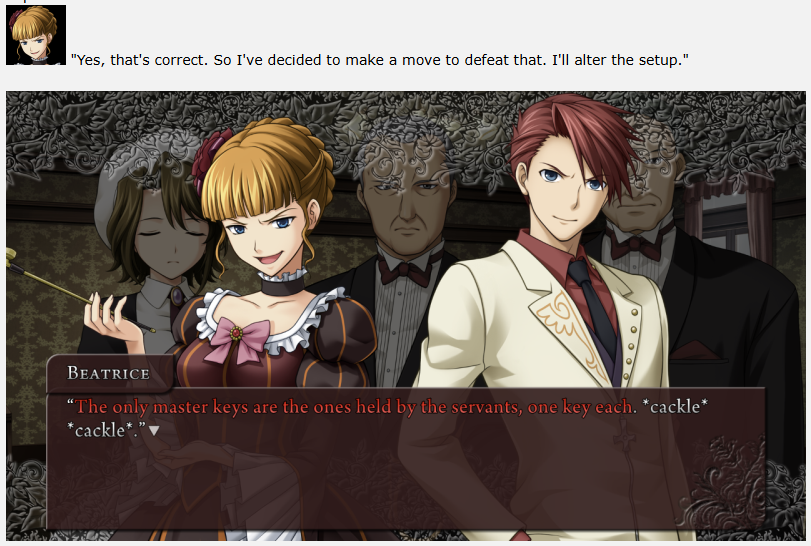 "Yes, that's correct. So I've decided to make a move to defeat that. I'll alter the setup."
BEATRICE
“The only master keys are the ones held by the servants, one key each. *cackle*
*cackle*.”